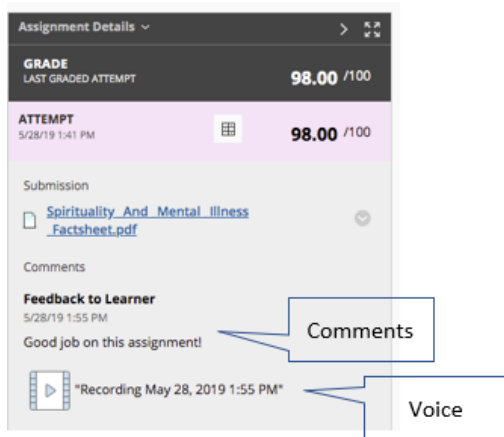 Assignment Details
GRADE
LAST GRADED ATTEMPT
98.00 /100
ATTEMPT
5/28/19 1:41 PM
98.00 /100
Submission
Spirituality_And_Mental_Illness
_Factsheet.pdf
Comments
Feedback to Learner
5/28/19 1:55 PM
Good job on this assignment!
Comments
"Recording May 28, 2019 1:55 PM"
Voice